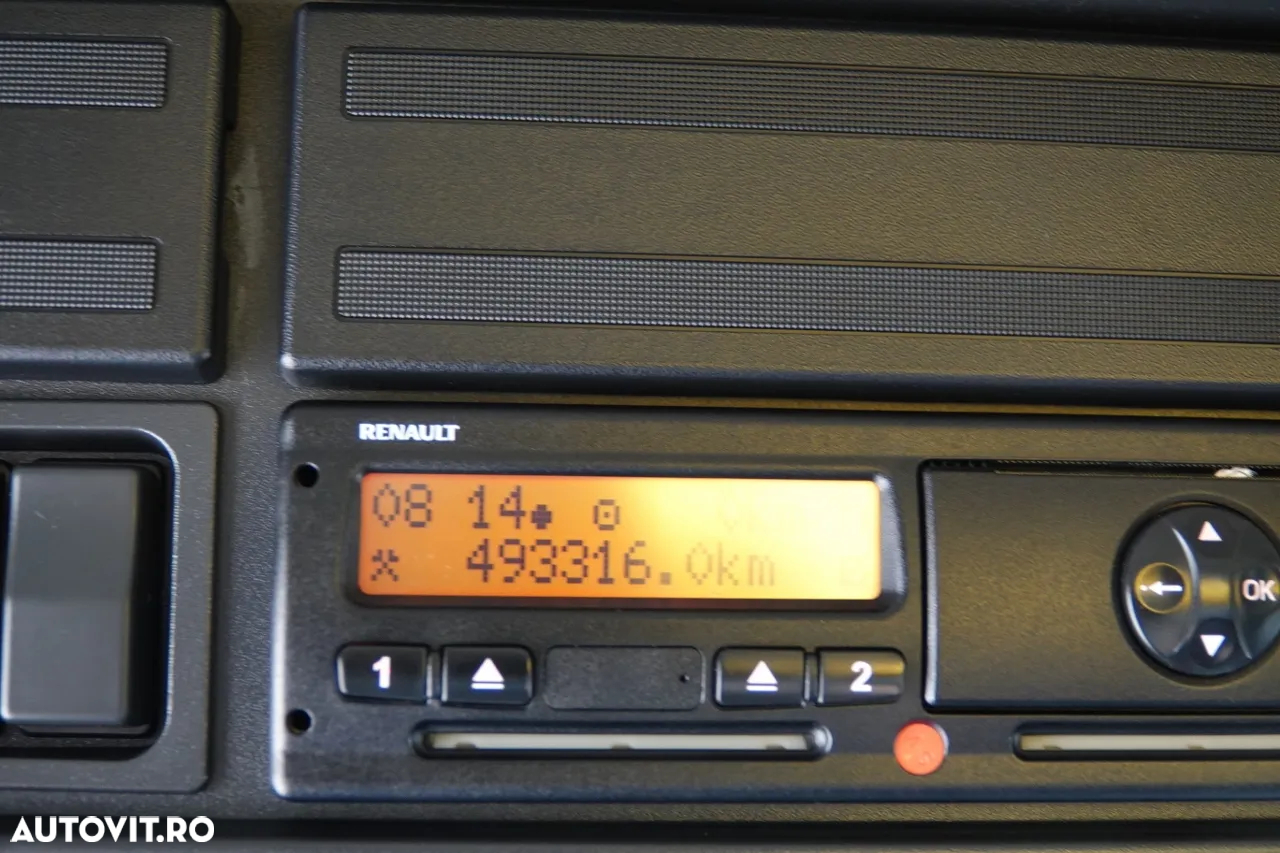 RENAULT
08 14
493316.0km
OK
1
2
AUTOVIT.RO